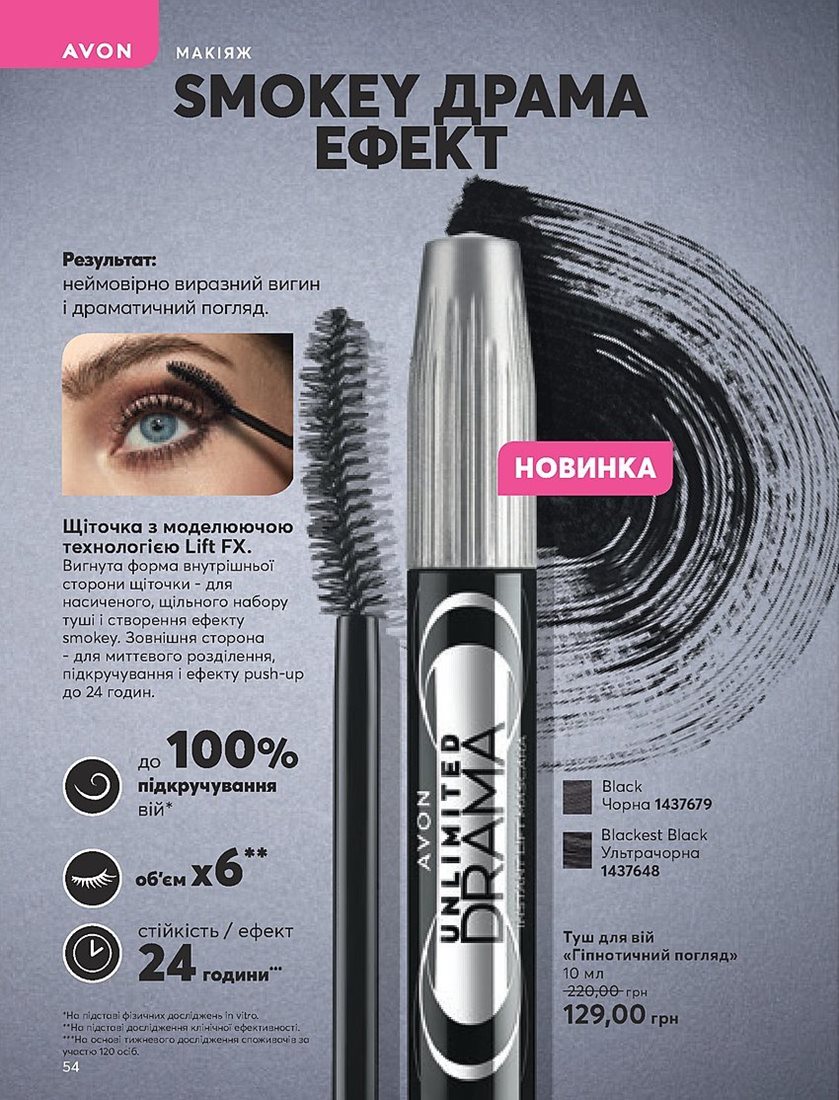 AVON
МАКІЯЖ
SMOKEY ДРАМА
ЕФЕКТ
Результат:
неймовірно виразний вигин
і драматичний погляд.
НОВИНКА
Щіточка з моделюючою
технологією Lift FX.
Вигнута форма внутрішньої
сторони щіточки - для
насиченого, щільного набору
туші і створення ефекту
smokey. Зовнішня сторона
- для миттєвого розділення,
підкручування і ефекту push-up
до 24 годин.
до 100%
підкручування
вій*
об'єм x6**
стійкість / ефект
24 години***
*На підставі фізичних досліджень in vitro.
**На підставі дослідження клінічної ефективності.
***На основі тижневого дослідження споживачів за
участю 120 осіб.
54
AVON
UNLIMITED
DRAMA
INSTANT LIFT MASCARA
Black
Чорна 1437679
Blackest Black
Ультрачорна
1437648
Туш для вій
«Гіпнотичний погляд»
10 мл
220,00 грн
129,00 грн